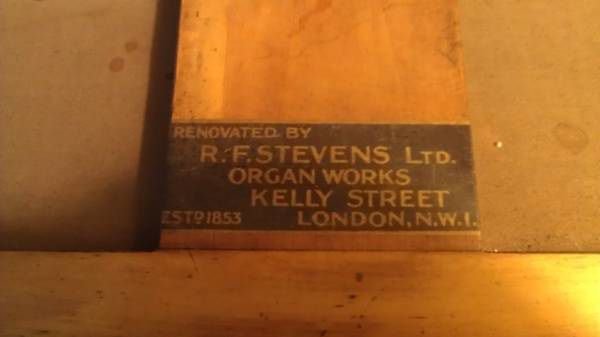 RENOVATED BY
R.F. STEVENS LTD.
ORGAN WORKS
KELLY STREET
ESTD 1853 LONDON, N.W.1.